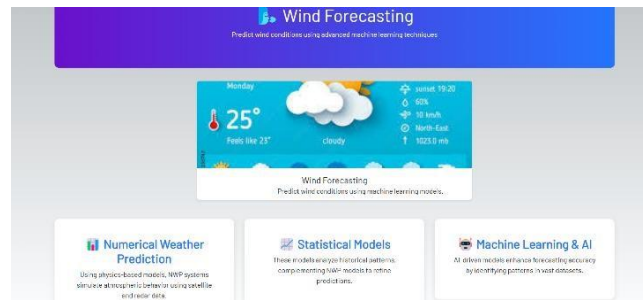 Wind Forecasting
Predict wind conditions using advanced machine learning techniques
Monday
25°
Feels like 23°
cloudy
sunset 19:20
60%
10 km/h
North-East
1023.0 mb
Wind Forecasting
Predict wind conditions using machine learning models.
Numerical Weather
Prediction
Using physics-based models, NWP systems
simulate atmospheric behavior using satellite
and radar data.
Statistical Models
These models analyze historical patterns,
complementing NWP models to refine
predictions.
Machine Learning & AI
AI-driven models enhance forecasting accuracy
by identifying patterns in vast datasets.